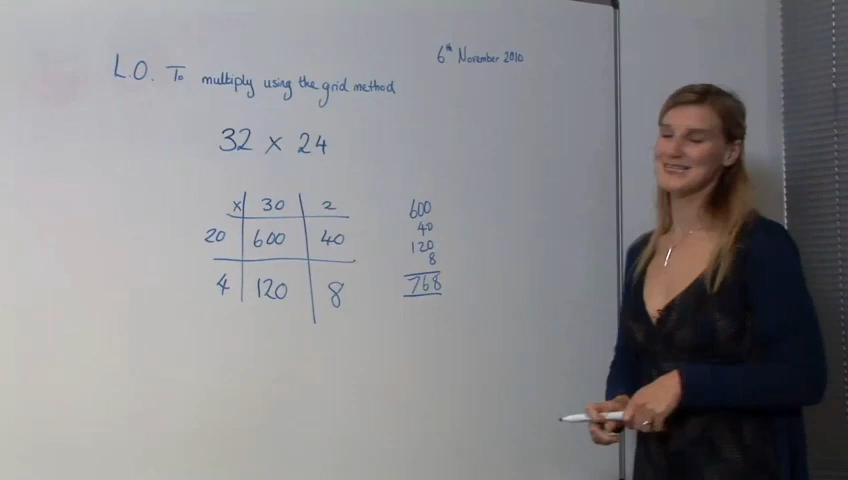 6th November 2010
L.O. To multiply using the grid method
32 x 24
x 30 2
20 600 40
4 120 8
600
40
120
8
768